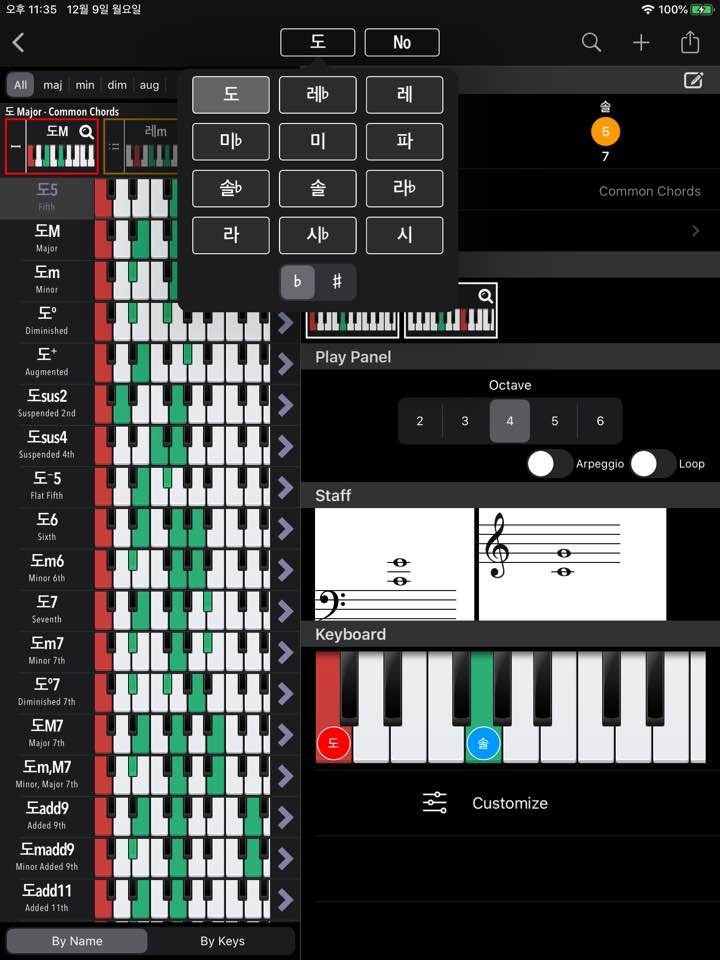 오후 11:35 12월 9일 월요일 100%
도 No
All maj min dim aug
도 레♭ 레
미♭ 미 파
솔♭ 솔 라♭
라 시♭ 시
♭ ♯
도 Major - Common Chords
I 도M ii 레m
솔
5
7
Common Chords
도5
Fifth
도M
Major
도m
Minor
도°
Diminished
도⁺
Augmented
도sus2
Suspended 2nd
도sus4
Suspended 4th
도⁻5
Flat Fifth
도6
Sixth
도m6
Minor 6th
도7
Seventh
도m7
Minor 7th
도°7
Diminished 7th
도M7
Major 7th
도m,M7
Minor, Major 7th
도add9
Added 9th
도madd9
Minor Added 9th
도add11
Added 11th
By Name By Keys
Play Panel
Octave
2 3 4 5 6
Arpeggio Loop
Staff
Keyboard
도 솔
Customize